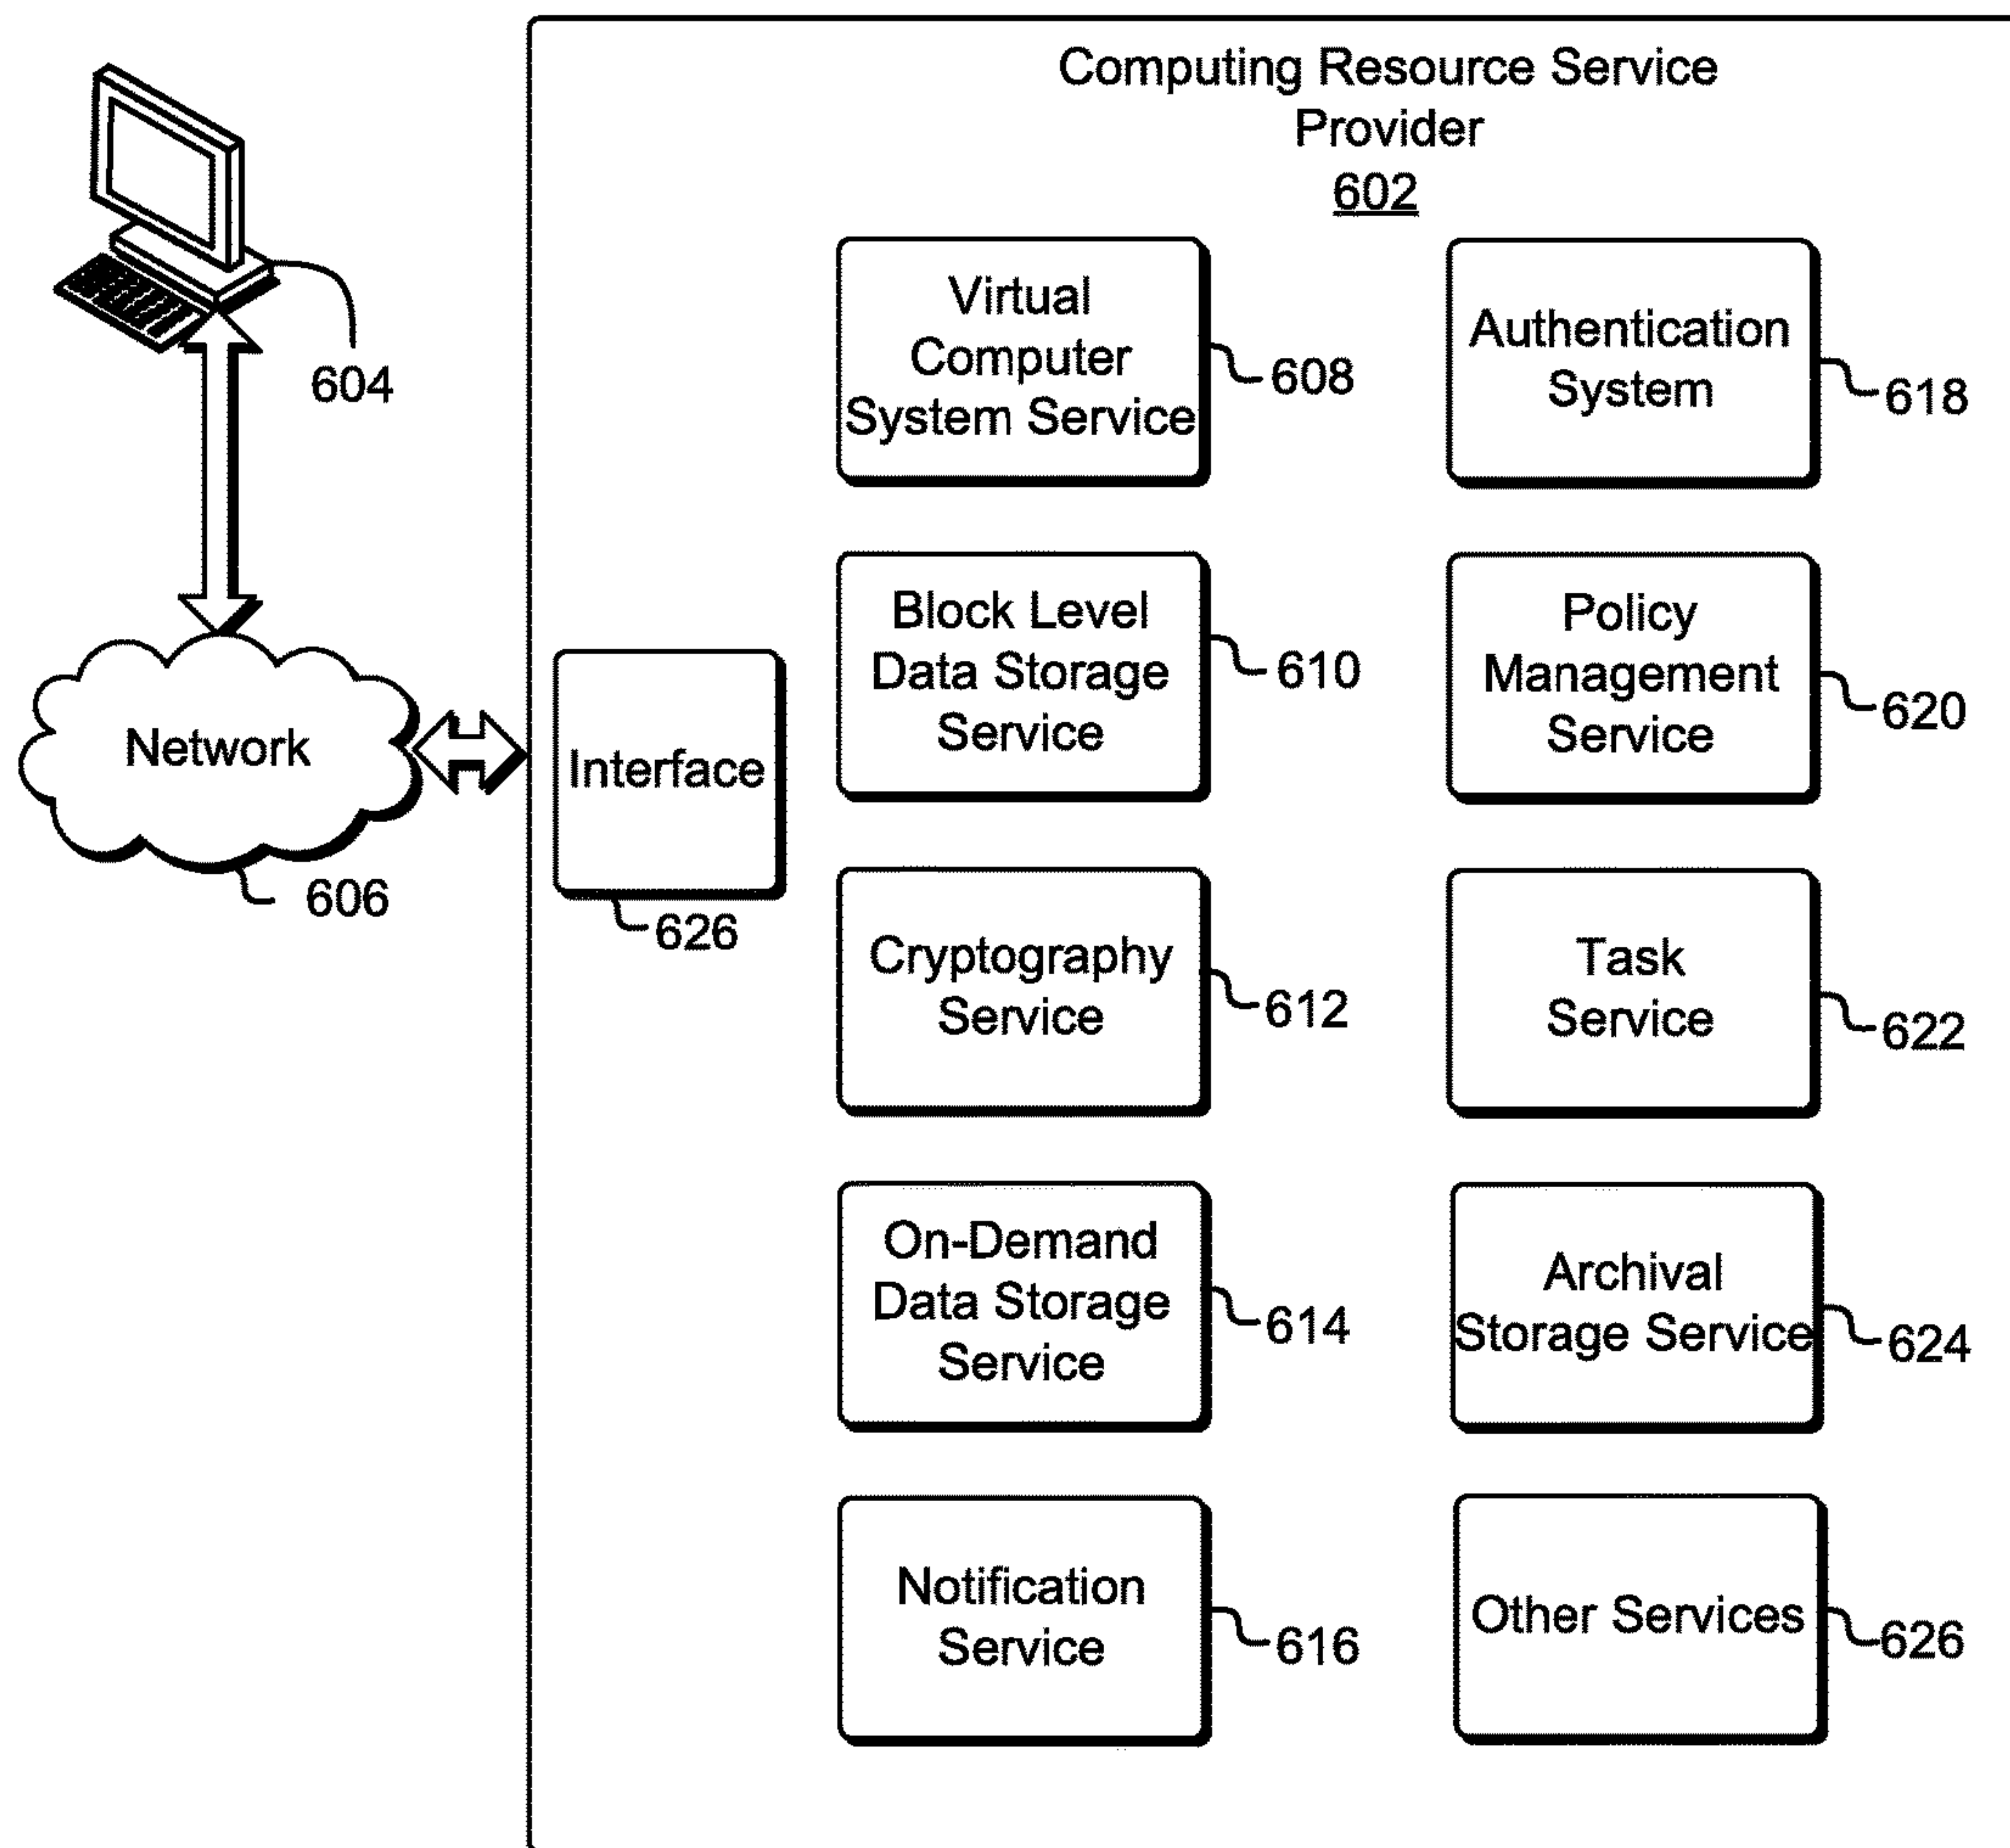 Computing Resource Service
Provider
602
604
Network
606
Interface
626
Virtual
Computer
System Service
608
Authentication
System
618
Block Level
Data Storage
Service
610
Policy
Management
Service
620
Cryptography
Service
612
Task
Service
622
On-Demand
Data Storage
Service
614
Archival
Storage Service
624
Notification
Service
616
Other Services
626